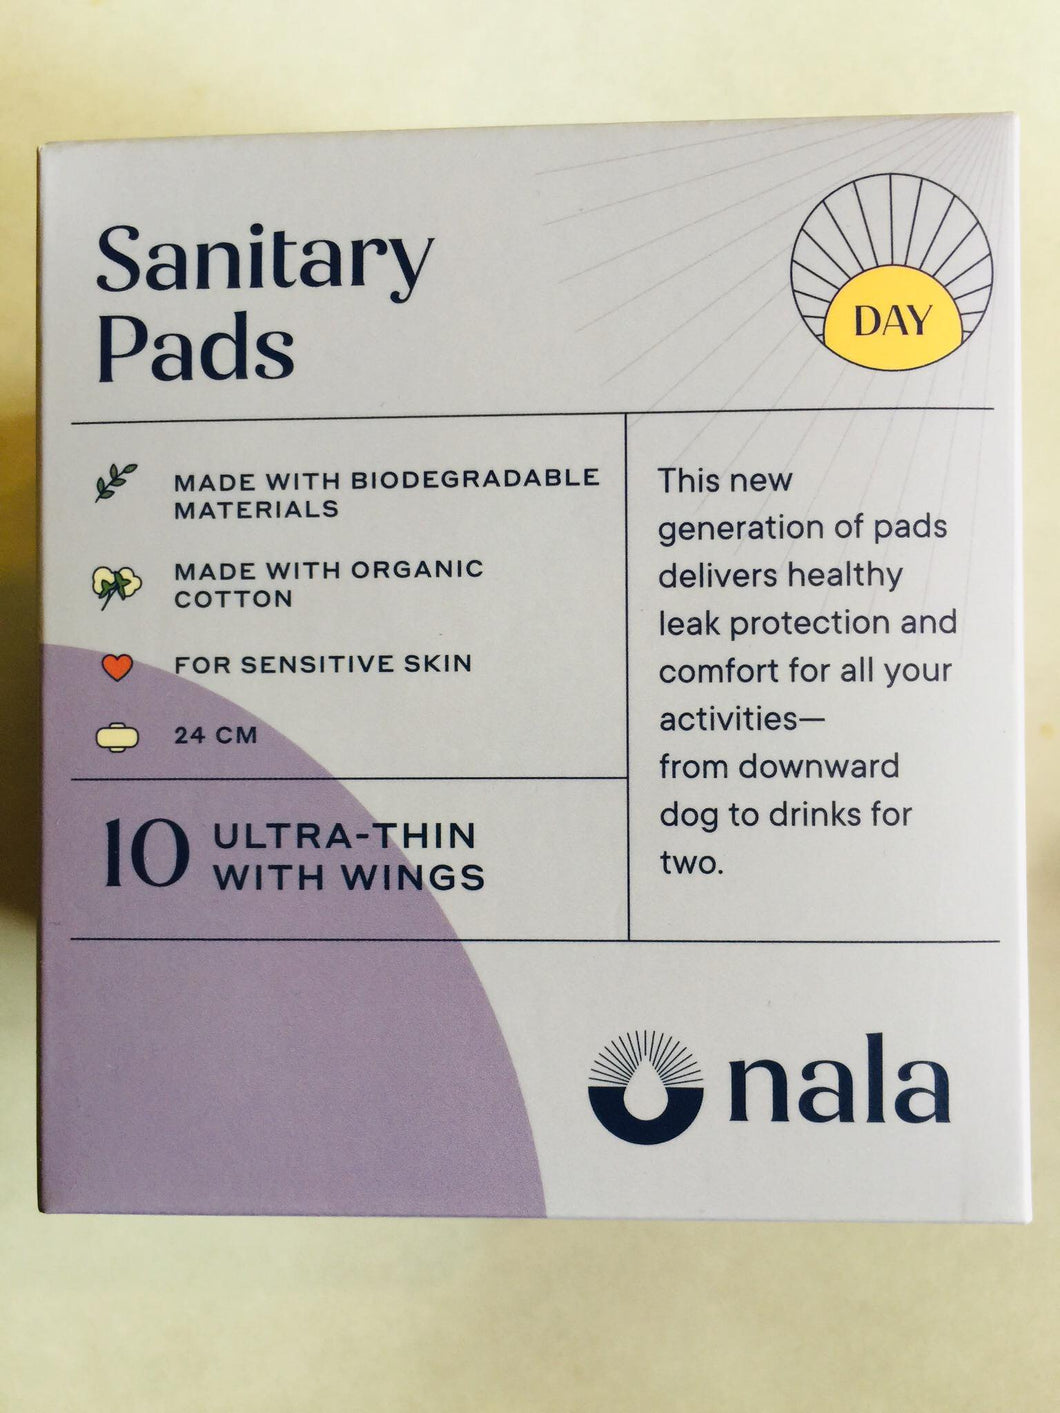 Sanitary
Pads
DAY
MADE WITH BIODEGRADABLE
MATERIALS
MADE WITH ORGANIC
COTTON
FOR SENSITIVE SKIN
24 CM
10 ULTRA-THIN
WITH WINGS
This new
generation of pads
delivers healthy
leak protection and
comfort for all your
activities—
from downward
dog to drinks for
two.
nala